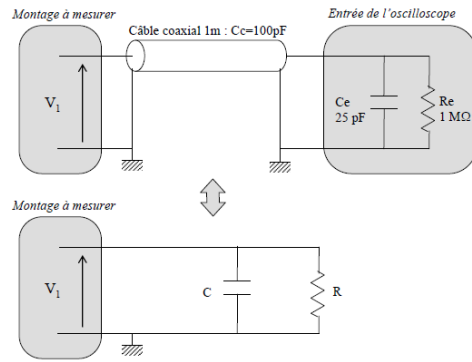 Montage à mesurer
Entrée de l'oscilloscope
Câble coaxial 1m : Cc=100pF
V1
Ce
25 pF
Re
1 MΩ
Montage à mesurer
V1
C
R